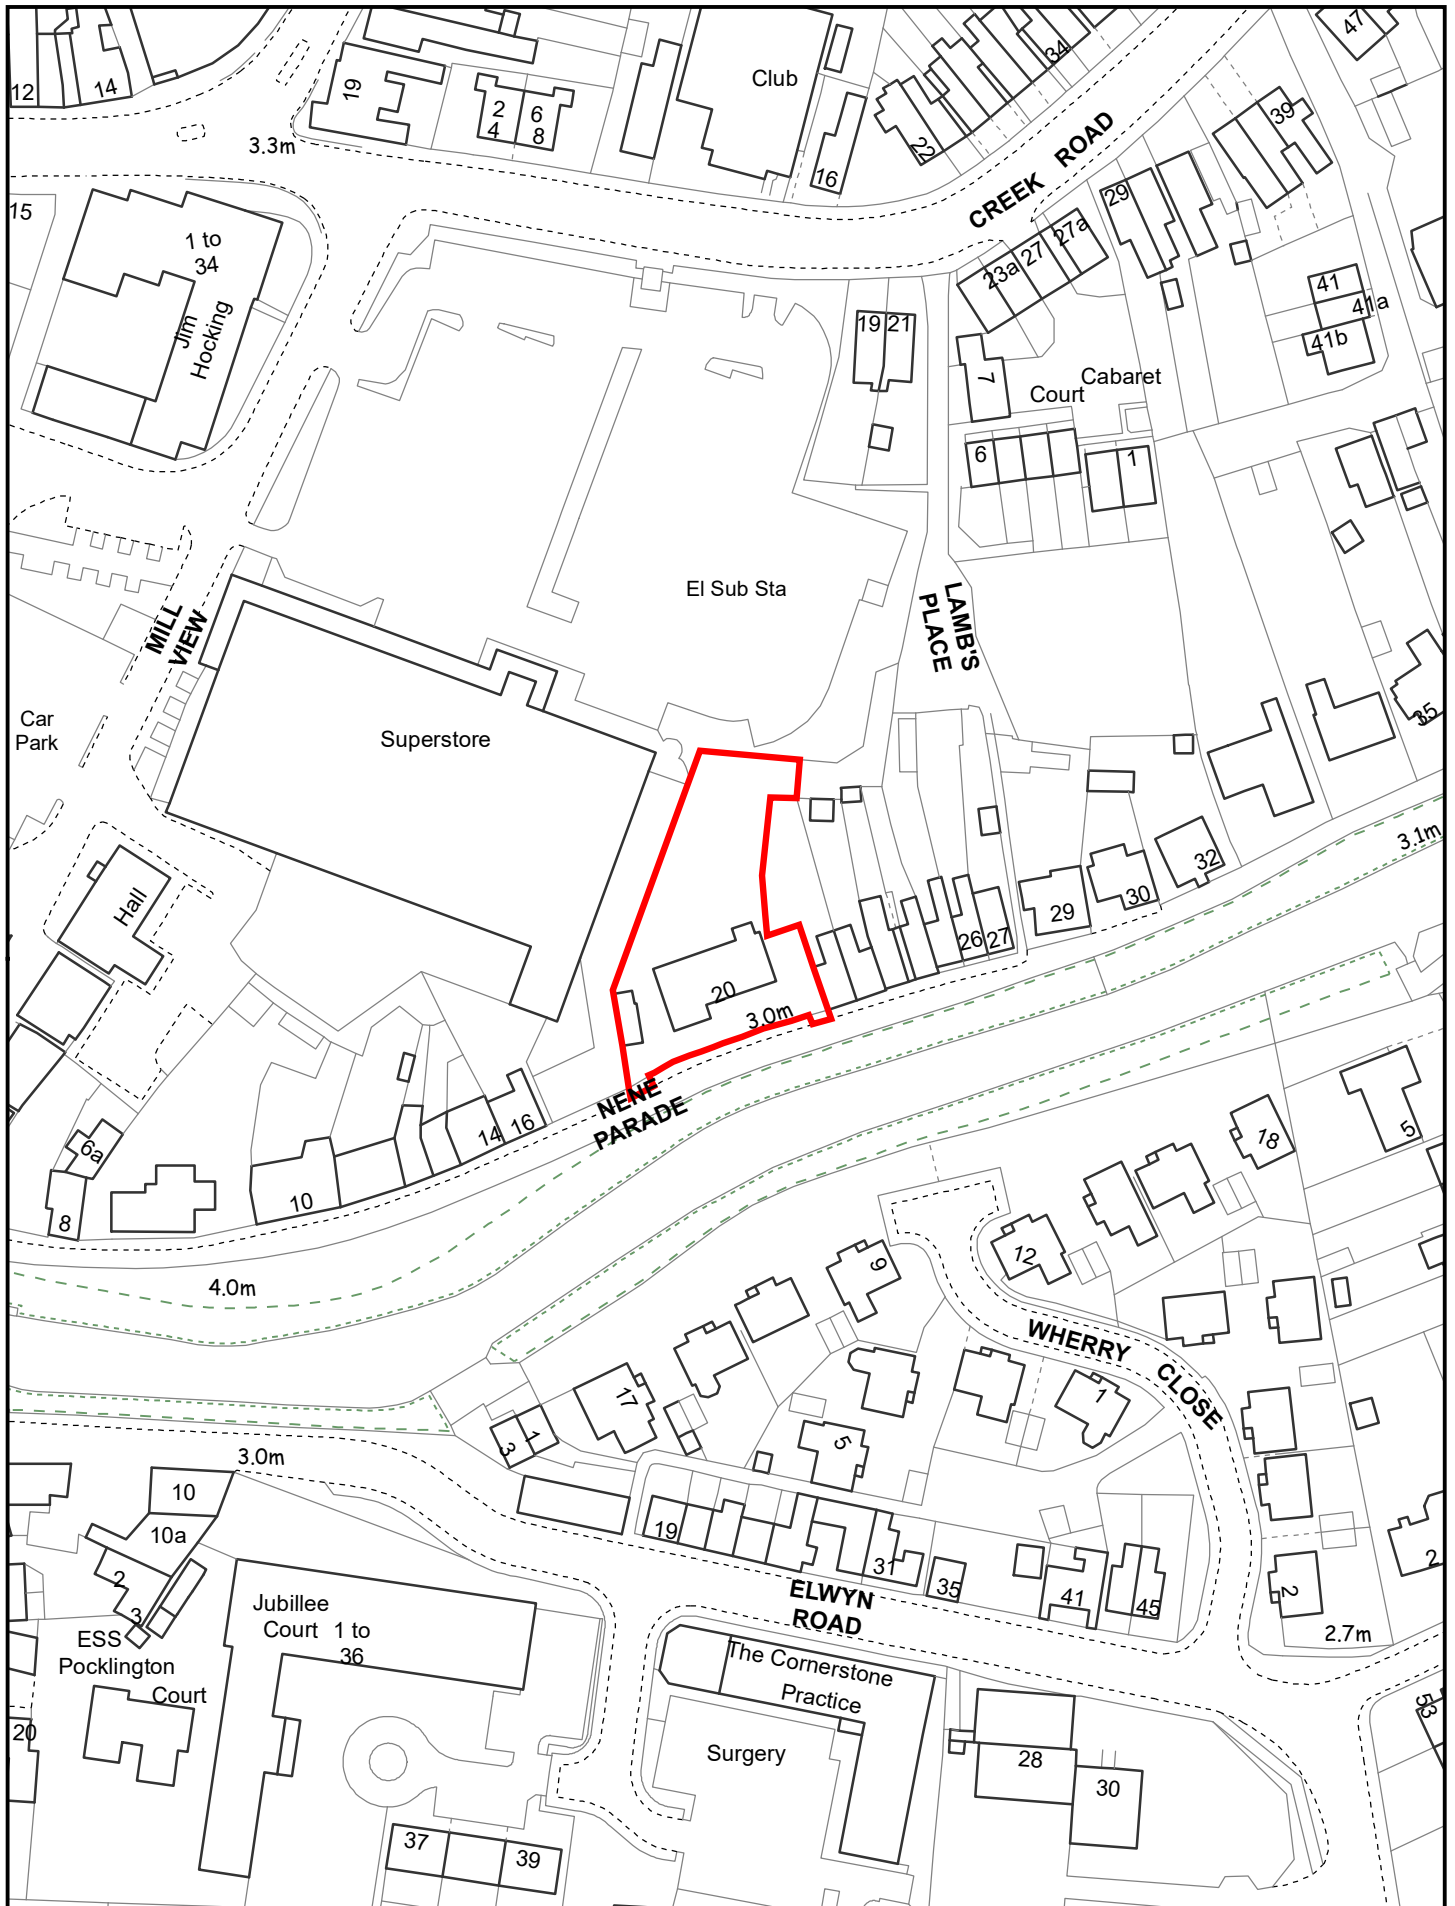 12
14
19
2
4
6
8
Club
16
22
34
47
3.3m
CREEK ROAD
39
29
15
1 to
34
Jim
Hocking
23a
27
27a
41
41a
41b
19
21
7
Court
Cabaret
6
1
El Sub Sta
MILL
VIEW
LAMB'S
PLACE
Car
Park
Superstore
35
3.1m
Hall
32
30
29
26
27
20
3.0m
NENE
PARADE
14
16
6a
8
10
18
5
12
9
4.0m
WHERRY CLOSE
17
1
3
1
5
3.0m
10
10a
2
3
19
31
35
41
45
2
2
ELWYN
ROAD
2.7m
Jubillee
Court 1 to
36
ESS
Pocklington
Court
The Cornerstone
Practice
Surgery
20
53
28
30
37
39